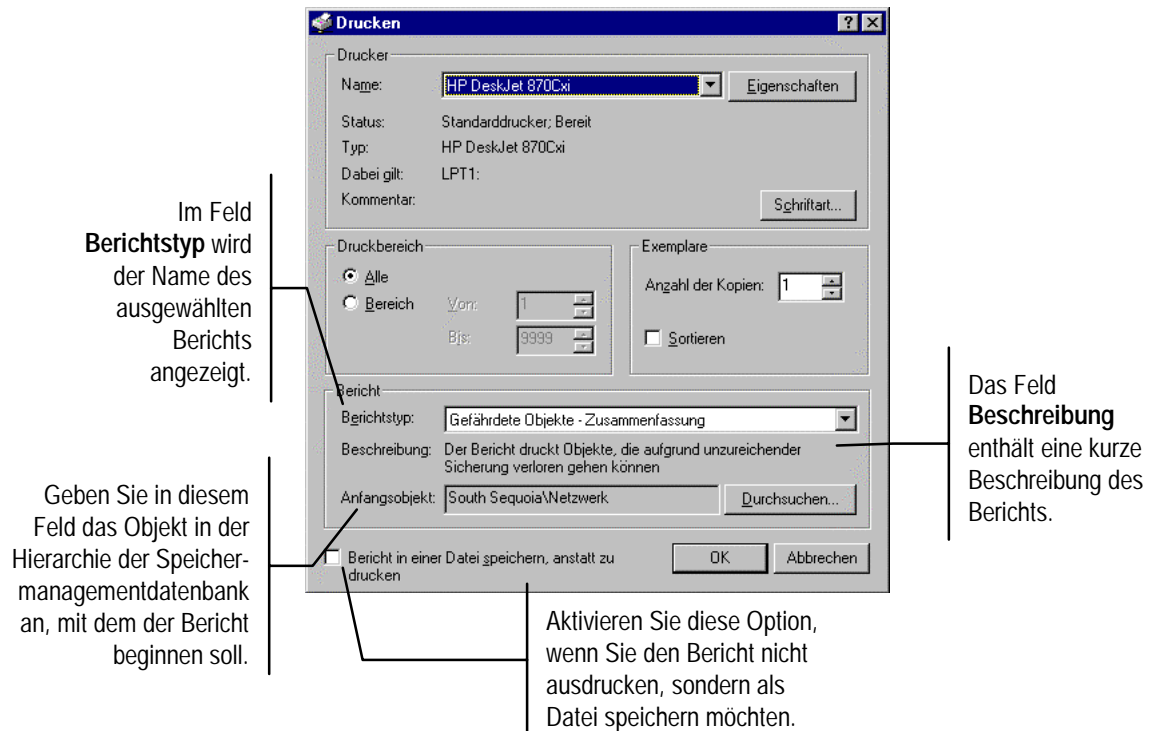 Drucken
Drucker
Name: HP DeskJet 870Cxi Eigenschaften
Status: Standarddrucker; Bereit
Typ: HP DeskJet 870Cxi
Dabei gilt: LPT1:
Kommentar: Schriftart...
Druckbereich
Alle
Bereich Von: 1
Bis: 9999
Exemplare
Anzahl der Kopien: 1
Sortieren
Bericht
Berichtstyp: Gefährdete Objekte - Zusammenfassung
Beschreibung: Der Bericht druckt Objekte, die aufgrund unzureichender
Sicherung verloren gehen können
Anfangsobjekt: South Sequoia\Netzwerk Durchsuchen...
Bericht in einer Datei speichern, anstatt zu
drucken
OK Abbrechen
Im Feld
Berichtstyp wird
der Name des
ausgewählten
Berichts
angezeigt.
Geben Sie in diesem
Feld das Objekt in der
Hierarchie der Speicher-
managementdatenbank
an, mit dem der Bericht
beginnen soll.
Das Feld
Beschreibung
enthält eine kurze
Beschreibung des
Berichts.
Aktivieren Sie diese Option,
wenn Sie den Bericht nicht
ausdrucken, sondern als
Datei speichern möchten.